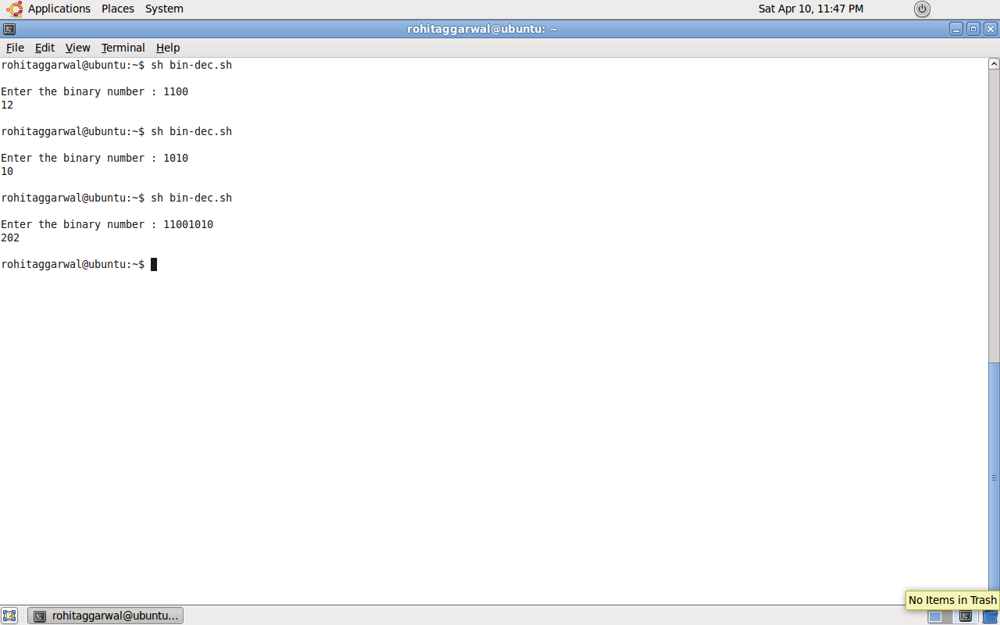 Applications Places System Sat Apr 10, 11:47 PM
rohitaggarwal@ubuntu: ~
File Edit View Terminal Help
rohitaggarwal@ubuntu:~$ sh bin-dec.sh
Enter the binary number : 1100
12
rohitaggarwal@ubuntu:~$ sh bin-dec.sh
Enter the binary number : 1010
10
rohitaggarwal@ubuntu:~$ sh bin-dec.sh
Enter the binary number : 11001010
202
rohitaggarwal@ubuntu:~$
No Items in Trash
rohitaggarwal@ubuntu...